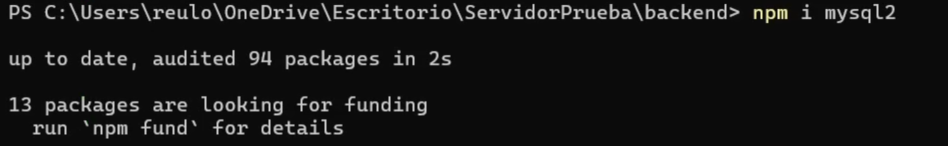 PS C:\Users\reulo\OneDrive\Escritorio\ServidorPrueba\backend> npm i mysql2
up to date, audited 94 packages in 2s
13 packages are looking for funding
  run `npm fund` for details